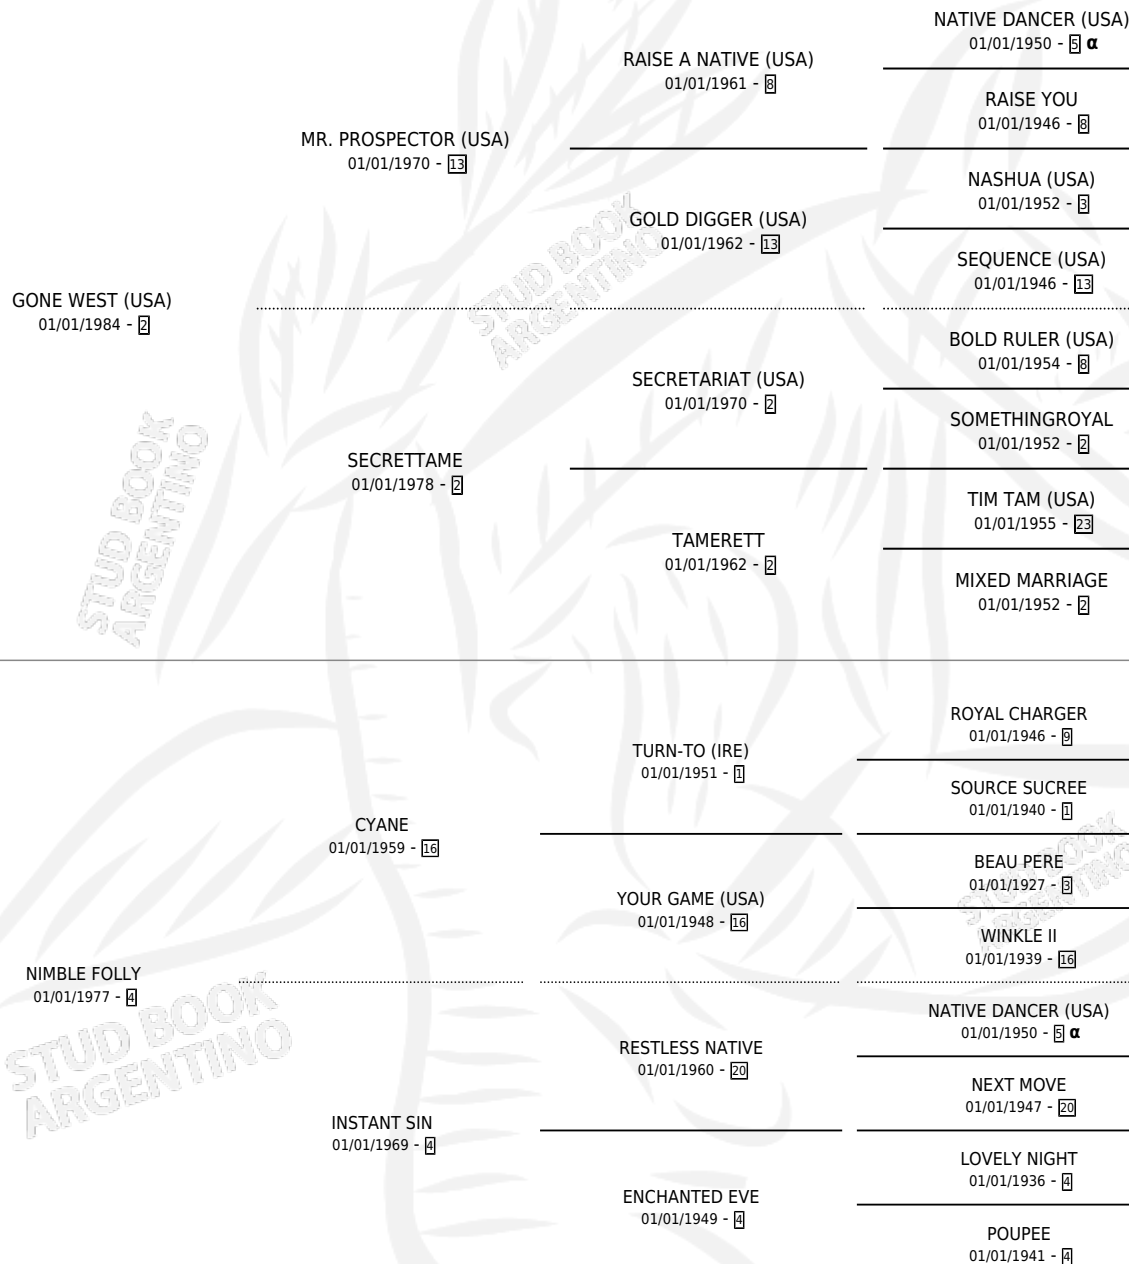 NATIVE DANCER (USA)
01/01/1950 - 5 α
RAISE A NATIVE (USA)
01/01/1961 - 8
RAISE YOU
01/01/1946 - 8
MR. PROSPECTOR (USA)
01/01/1970 - 13
NASHUA (USA)
01/01/1952 - 3
GOLD DIGGER (USA)
01/01/1962 - 13
SEQUENCE (USA)
01/01/1946 - 13
GONE WEST (USA)
01/01/1984 - 2
BOLD RULER (USA)
01/01/1954 - 8
SECRETARIAT (USA)
01/01/1970 - 2
SOMETHINGROYAL
01/01/1952 - 2
SECRETTAME
01/01/1978 - 2
TIM TAM (USA)
01/01/1955 - 23
TAMERETT
01/01/1962 - 2
MIXED MARRIAGE
01/01/1952 - 2
ROYAL CHARGER
01/01/1946 - 9
TURN-TO (IRE)
01/01/1951 - 1
SOURCE SUCREE
01/01/1940 - 1
CYANE
01/01/1959 - 16
BEAU PERE
01/01/1927 - 3
YOUR GAME (USA)
01/01/1948 - 16
WINKLE II
01/01/1939 - 16
NIMBLE FOLLY
01/01/1977 - 4
NATIVE DANCER (USA)
01/01/1950 - 5 α
RESTLESS NATIVE
01/01/1960 - 20
NEXT MOVE
01/01/1947 - 20
INSTANT SIN
01/01/1969 - 4
LOVELY NIGHT
01/01/1936 - 4
ENCHANTED EVE
01/01/1949 - 4
POUPEE
01/01/1941 - 4
STUD BOOK
ARGENTINO
STUD BOOK
ARGENTINO
STUD BOOK
ARGENTINO
STUD BOOK
ARGENTINO